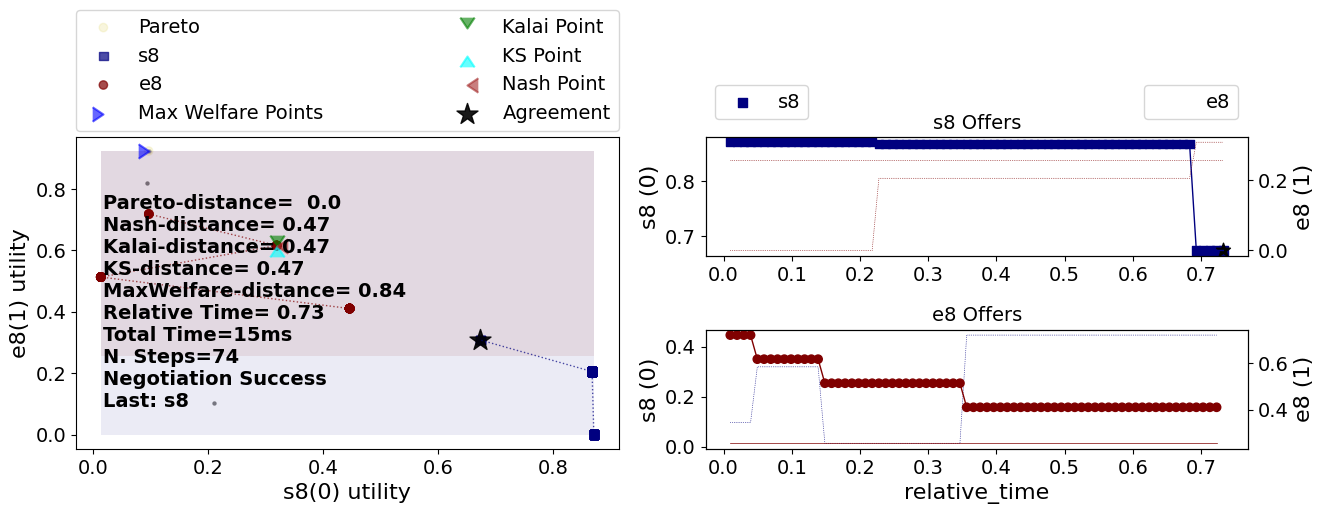 Pareto
s8
e8
Max Welfare Points
Kalai Point
KS Point
Nash Point
Agreement
e8(1) utility
0.8
0.6
0.4
0.2
0.0
Pareto-distance=  0.0
Nash-distance= 0.47
Kalai-distance= 0.47
KS-distance= 0.47
MaxWelfare-distance= 0.84
Relative Time= 0.73
Total Time=15ms
N. Steps=74
Negotiation Success
Last: s8
0.0 0.2 0.4 0.6 0.8
s8(0) utility
s8
e8
s8 Offers
s8 (0)
0.8
0.7
0.2
0.0
e8 (1)
0.0 0.1 0.2 0.3 0.4 0.5 0.6 0.7
e8 Offers
s8 (0)
0.4
0.2
0.0
0.6
0.4
e8 (1)
0.0 0.1 0.2 0.3 0.4 0.5 0.6 0.7
relative_time